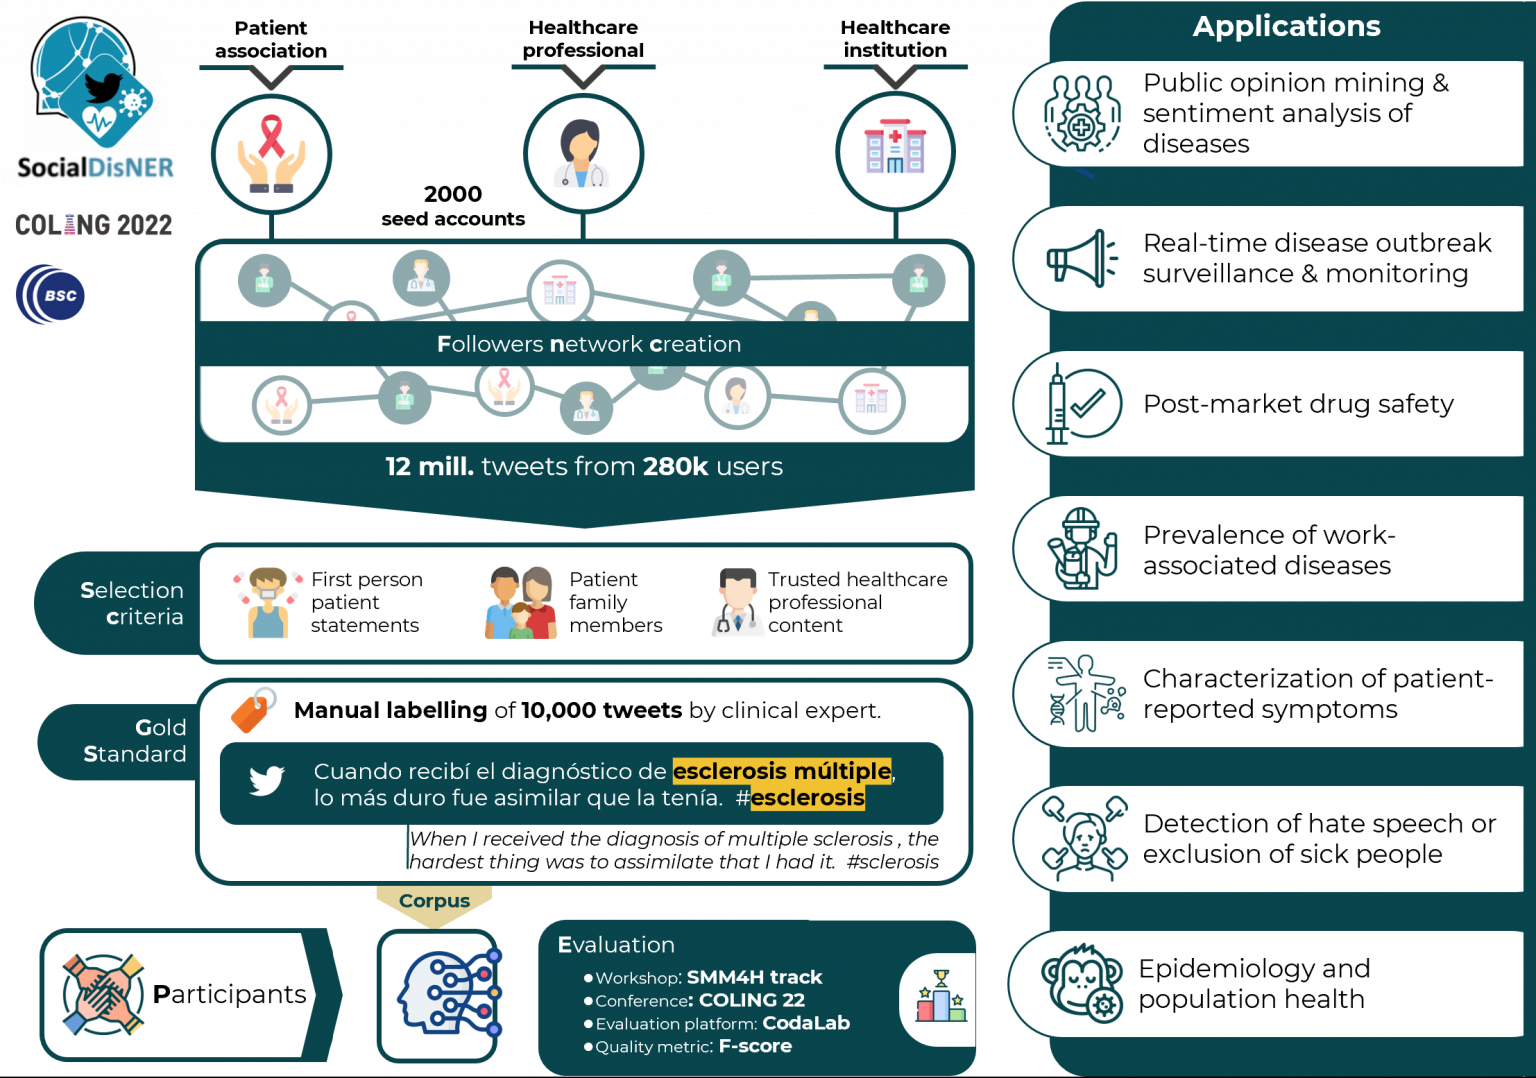 SocialDisNER
COLING 2022
BSC
Patient
association
Healthcare
professional
Healthcare
institution
2000
seed accounts
Followers network creation
12 mill. tweets from 280k users
Selection
criteria
First person
patient
statements
Patient
family
members
Trusted healthcare
professional
content
Gold
Standard
Manual labelling of 10,000 tweets by clinical expert.
Cuando recibí el diagnóstico de esclerosis múltiple,
lo más duro fue asimilar que la tenía. #esclerosis
When I received the diagnosis of multiple sclerosis , the
hardest thing was to assimilate that I had it. #sclerosis
Corpus
Participants
Evaluation
● Workshop: SMM4H track
● Conference: COLING 22
● Evaluation platform: CodaLab
● Quality metric: F-score
Applications
Public opinion mining &
sentiment analysis of
diseases
Real-time disease outbreak
surveillance & monitoring
Post-market drug safety
Prevalence of work-
associated diseases
Characterization of patient-
reported symptoms
Detection of hate speech or
exclusion of sick people
Epidemiology and
population health